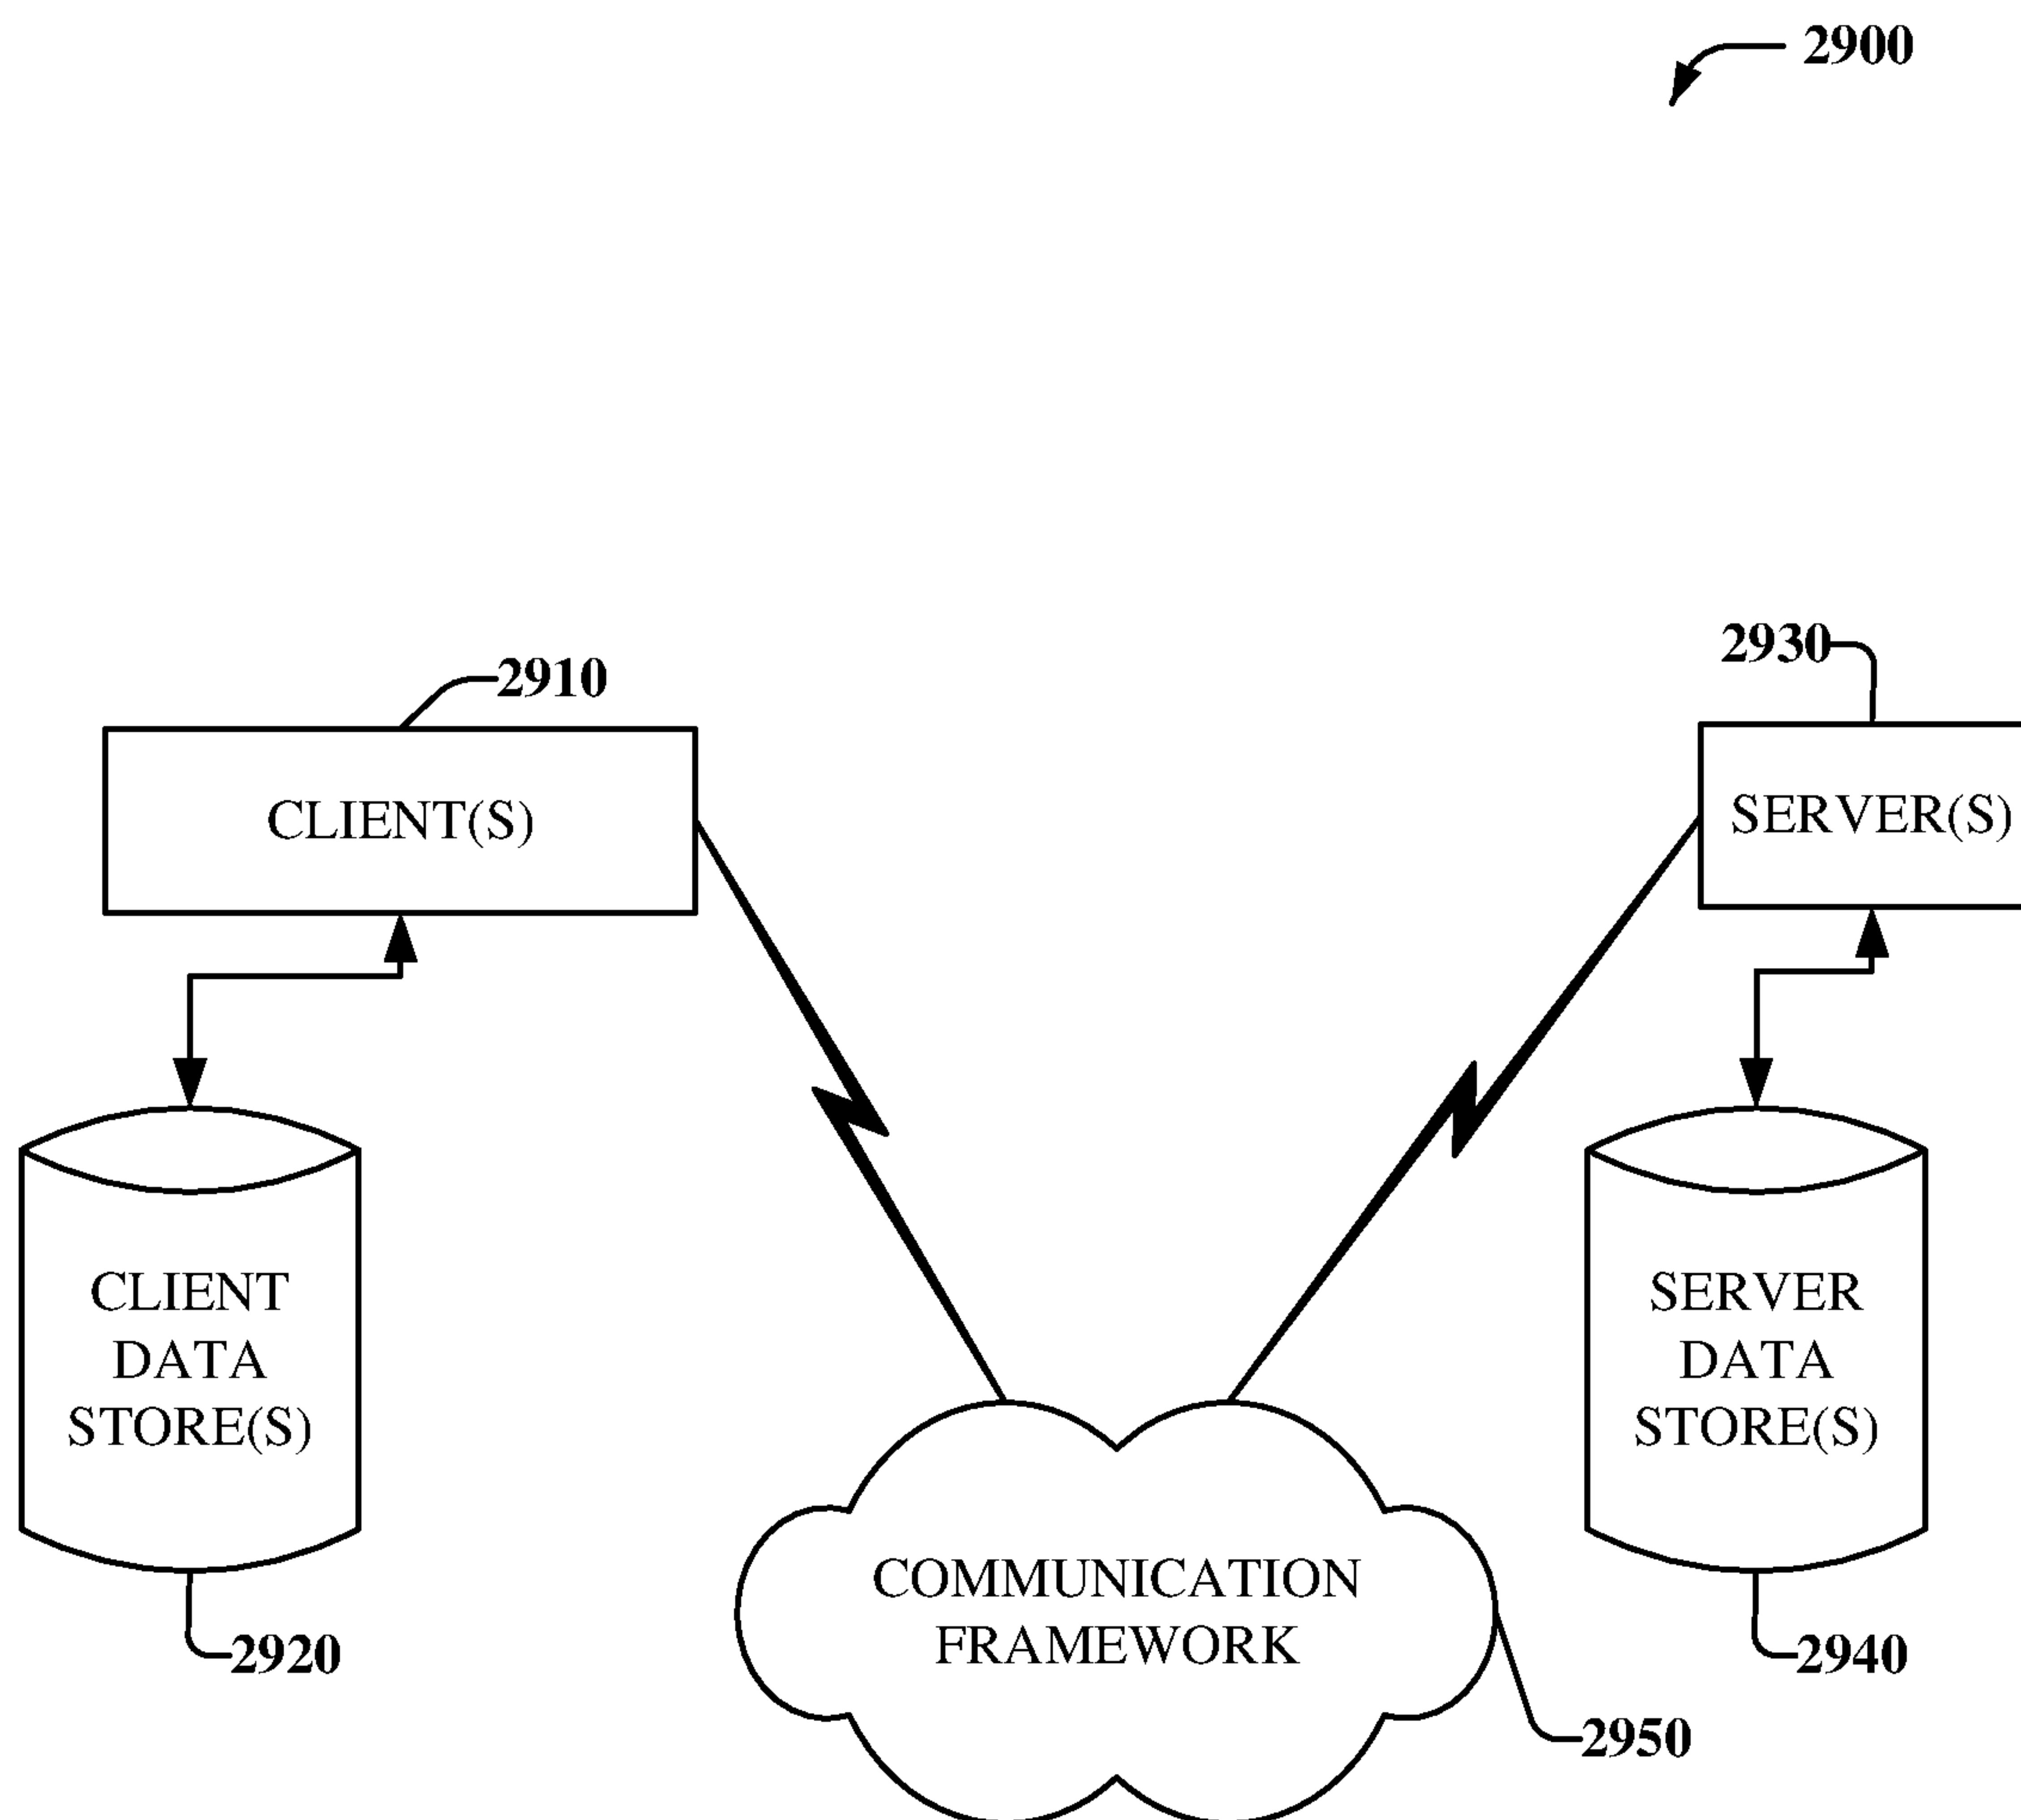 2900
2910
2930
CLIENT(S)
SERVER(S)
CLIENT
DATA
STORE(S)
SERVER
DATA
STORE(S)
COMMUNICATION
FRAMEWORK
2920
2940
2950